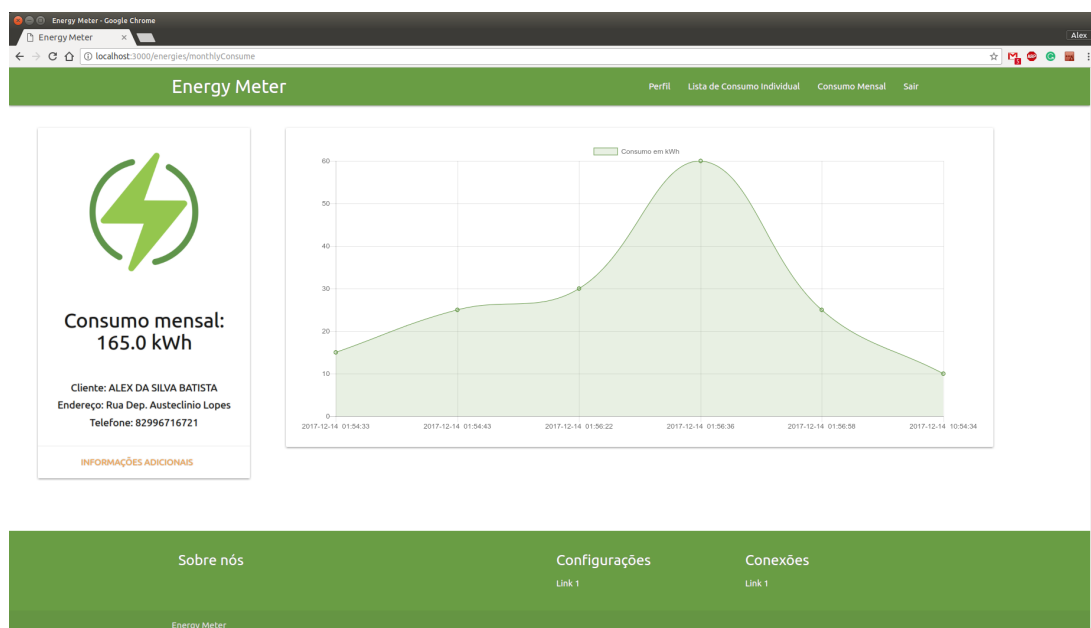 Energy Meter - Google Chrome
Energy Meter
Alex
localhost:3000/energies/monthlyConsume
Energy Meter
Perfil Lista de Consumo Individual Consumo Mensal Sair
Consumo mensal:
165.0 kWh
Cliente: ALEX DA SILVA BATISTA
Endereço: Rua Dep. Austeclinio Lopes
Telefone: 82996716721
INFORMAÇÕES ADICIONAIS
Consumo em kWh
60
50
40
30
20
10
0
2017-12-14 01:54:33 2017-12-14 01:54:43 2017-12-14 01:56:22 2017-12-14 01:56:36 2017-12-14 01:56:58 2017-12-14 10:54:34
Sobre nós Configurações Conexões
Link 1 Link 1
Energy Meter